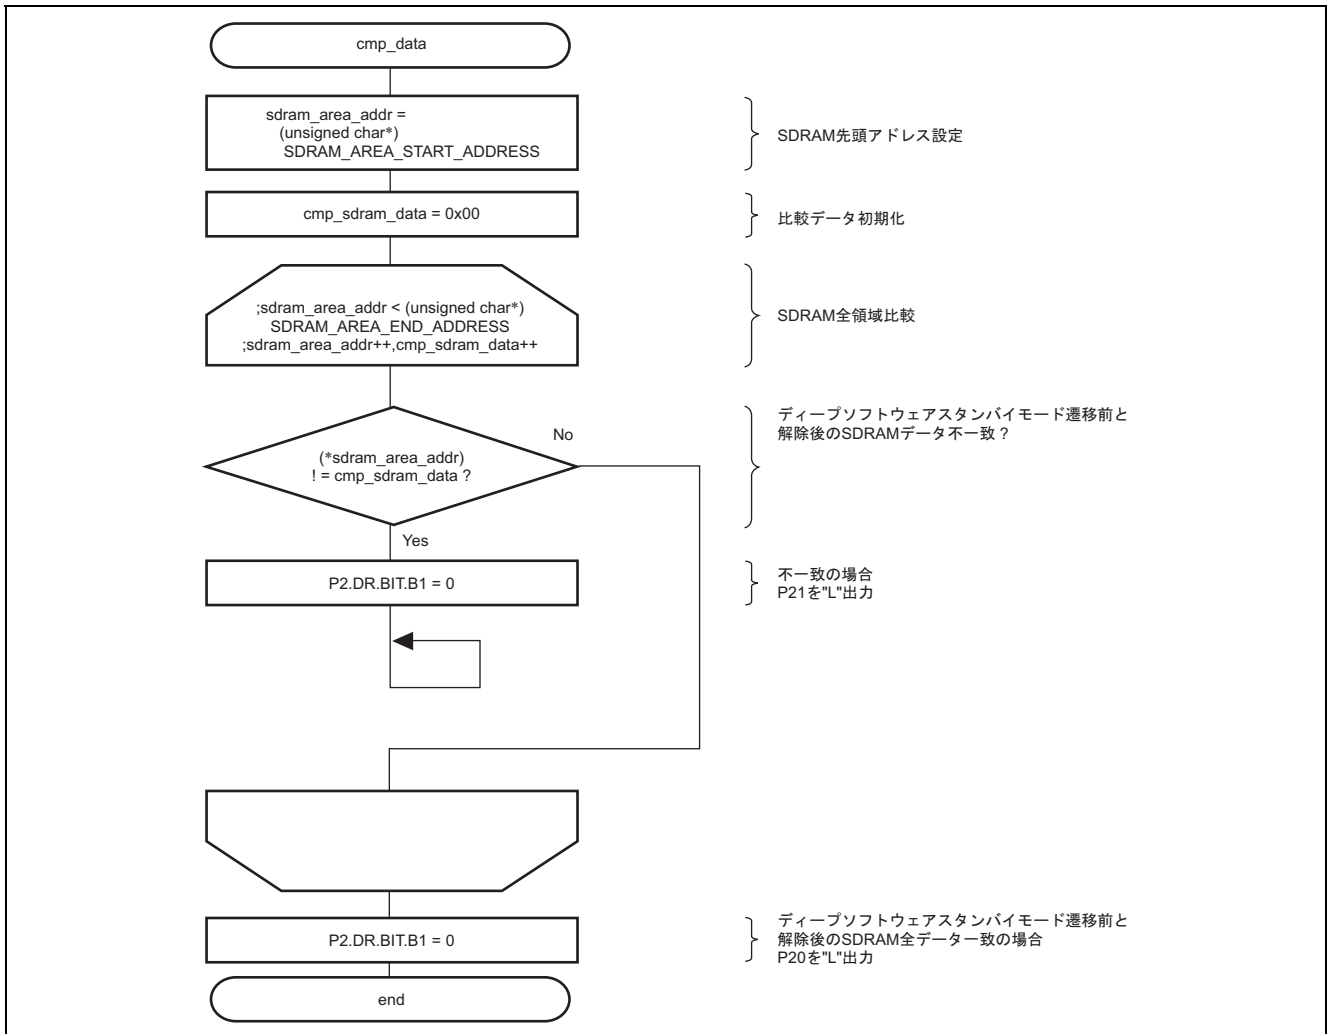 cmp_data
sdram_area_addr =
(unsigned char*)
SDRAM_AREA_START_ADDRESS
SDRAM先頭アドレス設定
cmp_sdram_data = 0x00
比較データ初期化
;sdram_area_addr < (unsigned char*)
SDRAM_AREA_END_ADDRESS
;sdram_area_addr++,cmp_sdram_data++
SDRAM全領域比較
ディープソフトウェアスタンバイモード遷移前と
解除後のSDRAMデータ不一致？
No
(*sdram_area_addr)
! = cmp_sdram_data ?
Yes
P2.DR.BIT.B1 = 0
不一致の場合
P21を"L"出力
P2.DR.BIT.B1 = 0
ディープソフトウェアスタンバイモード遷移前と
解除後のSDRAM全データ一致の場合
P20を"L"出力
end